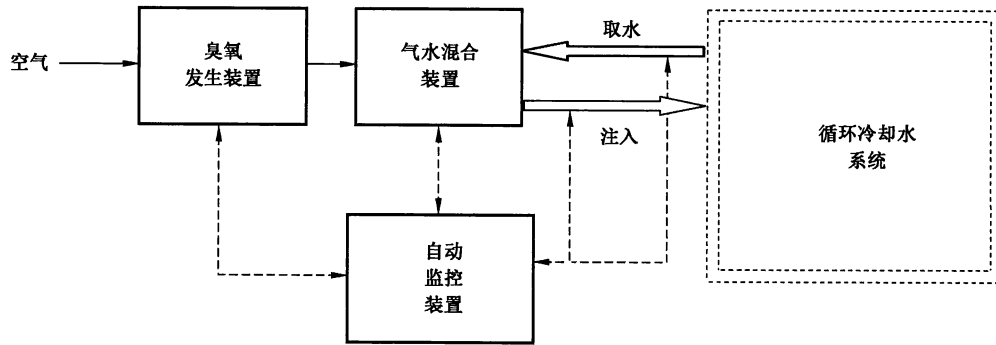 空气
臭氧
发生装置
气水混合
装置
取水
注入
循环冷却水
系统
自动
监控
装置